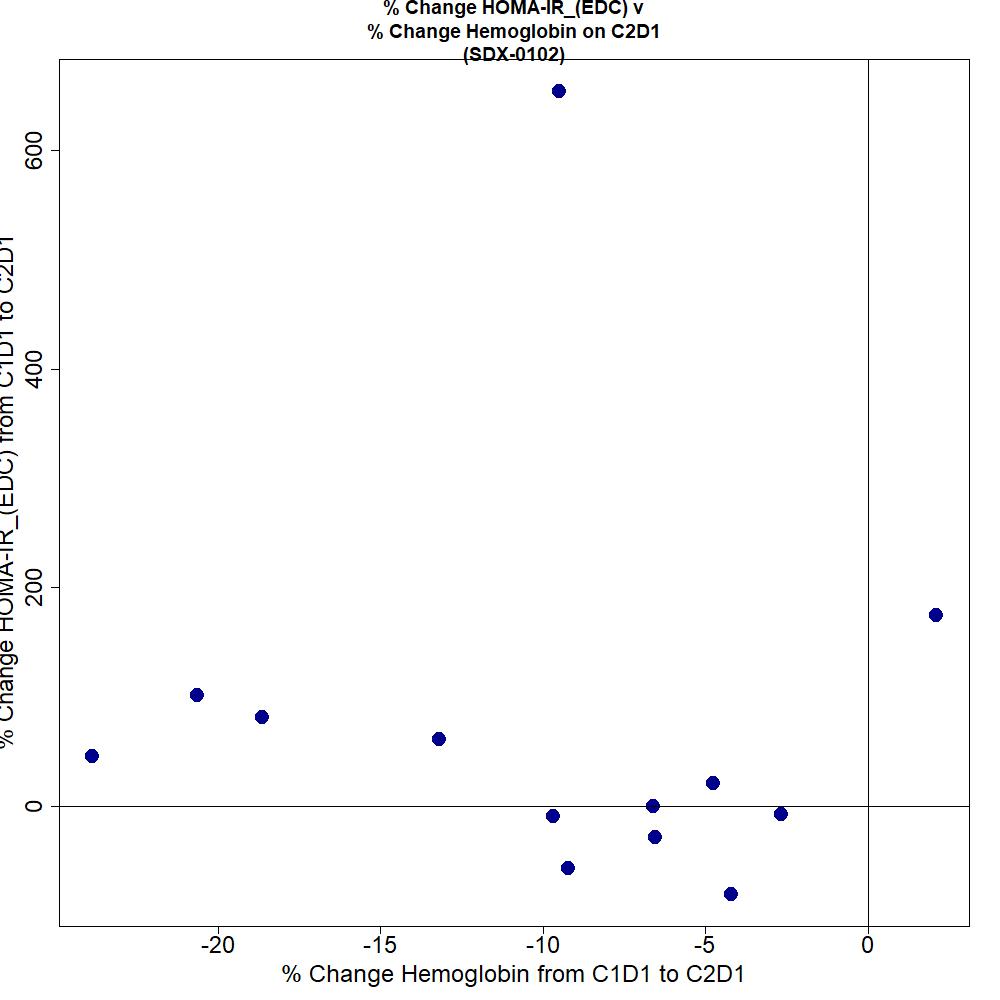 % Change HOMA-IR_(EDC) v
% Change Hemoglobin on C2D1
(SDX-0102)
% Change HOMA-IR_(EDC) from C1D1 to C2D1
600
400
200
0
-20 -15 -10 -5 0
% Change Hemoglobin from C1D1 to C2D1